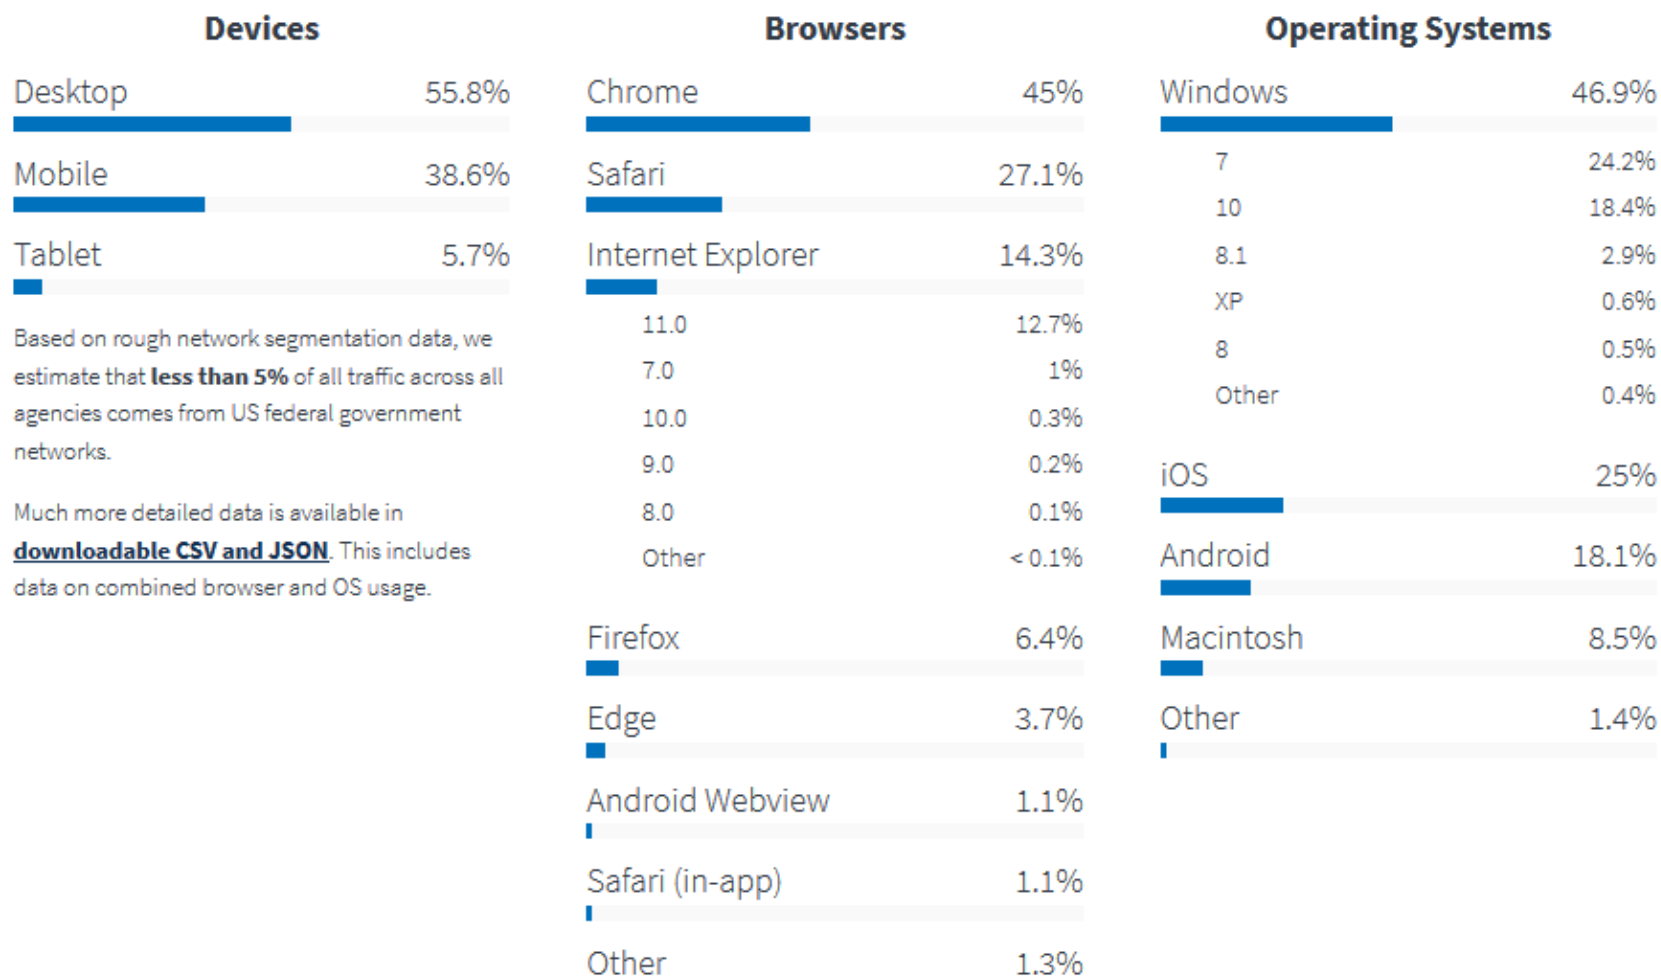 Devices
Desktop 55.8%
Mobile 38.6%
Tablet 5.7%
Based on rough network segmentation data, we
estimate that less than 5% of all traffic across all
agencies comes from US federal government
networks.
Much more detailed data is available in
downloadable CSV and JSON. This includes
data on combined browser and OS usage.
Browsers
Chrome 45%
Safari 27.1%
Internet Explorer 14.3%
11.0 12.7%
7.0 1%
10.0 0.3%
9.0 0.2%
8.0 0.1%
Other < 0.1%
Firefox 6.4%
Edge 3.7%
Android Webview 1.1%
Safari (in-app) 1.1%
Other 1.3%
Operating Systems
Windows 46.9%
7 24.2%
10 18.4%
8.1 2.9%
XP 0.6%
8 0.5%
Other 0.4%
iOS 25%
Android 18.1%
Macintosh 8.5%
Other 1.4%